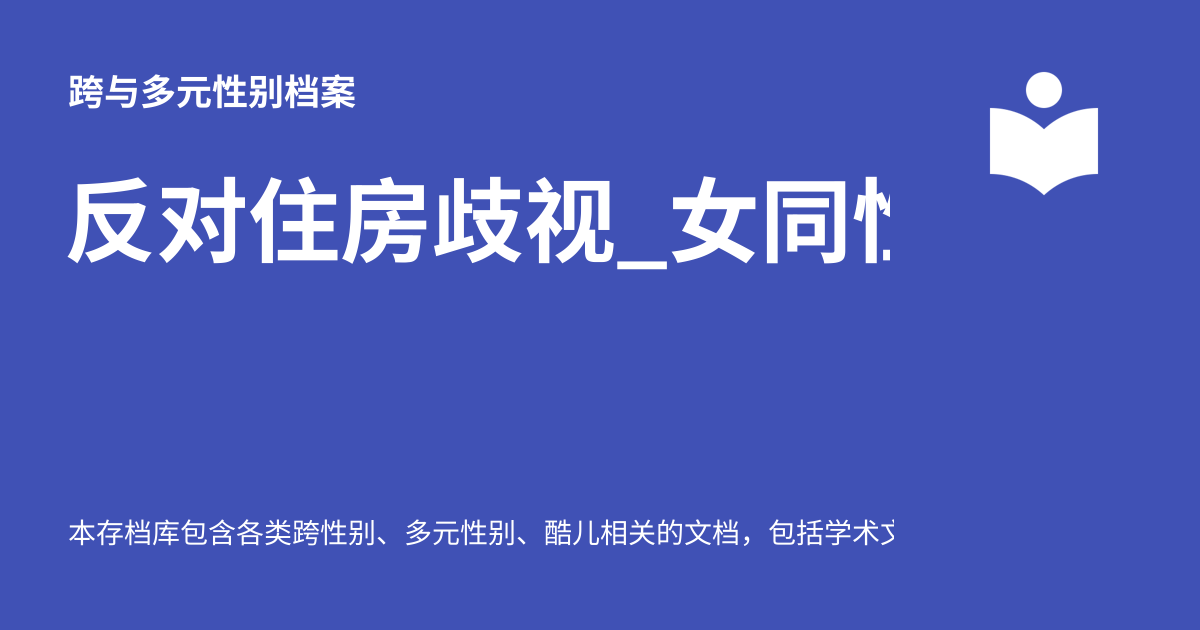 跨与多元性别档案
反对住房歧视_女同
本存档库包含各类跨性别、多元性别、酷儿相关的文档，包括学术